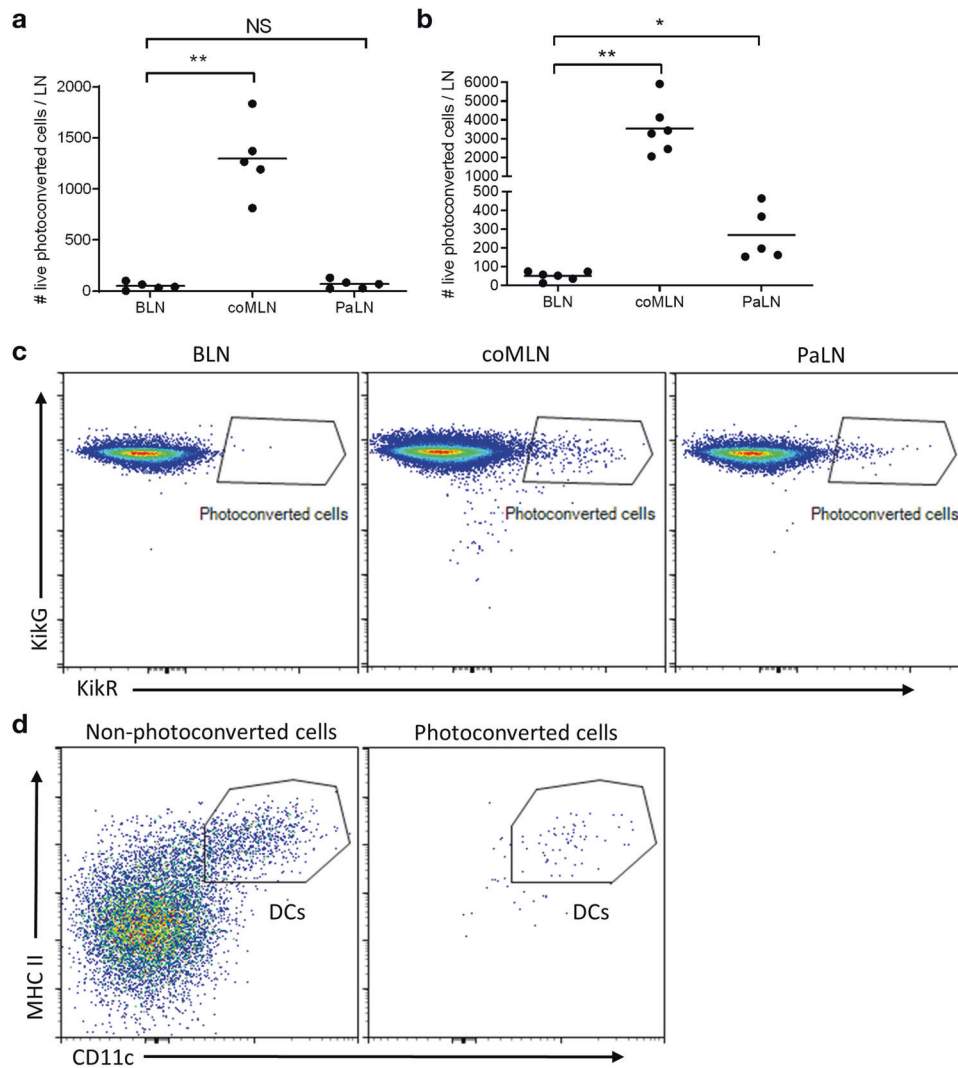 a
NS
**
# live photoconverted cells / LN
2000
1500
1000
500
0
BLN
coMLN
PaLN
b
*
**
# live photoconverted cells / LN
6000
5000
4000
3000
2000
1000
500
400
300
200
100
0
BLN
coMLN
PaLN
c
BLN
coMLN
PaLN
Photoconverted cells
Photoconverted cells
Photoconverted cells
KikG
KikR
d
Non-photoconverted cells
Photoconverted cells
DCs
DCs
MHC II
CD11c